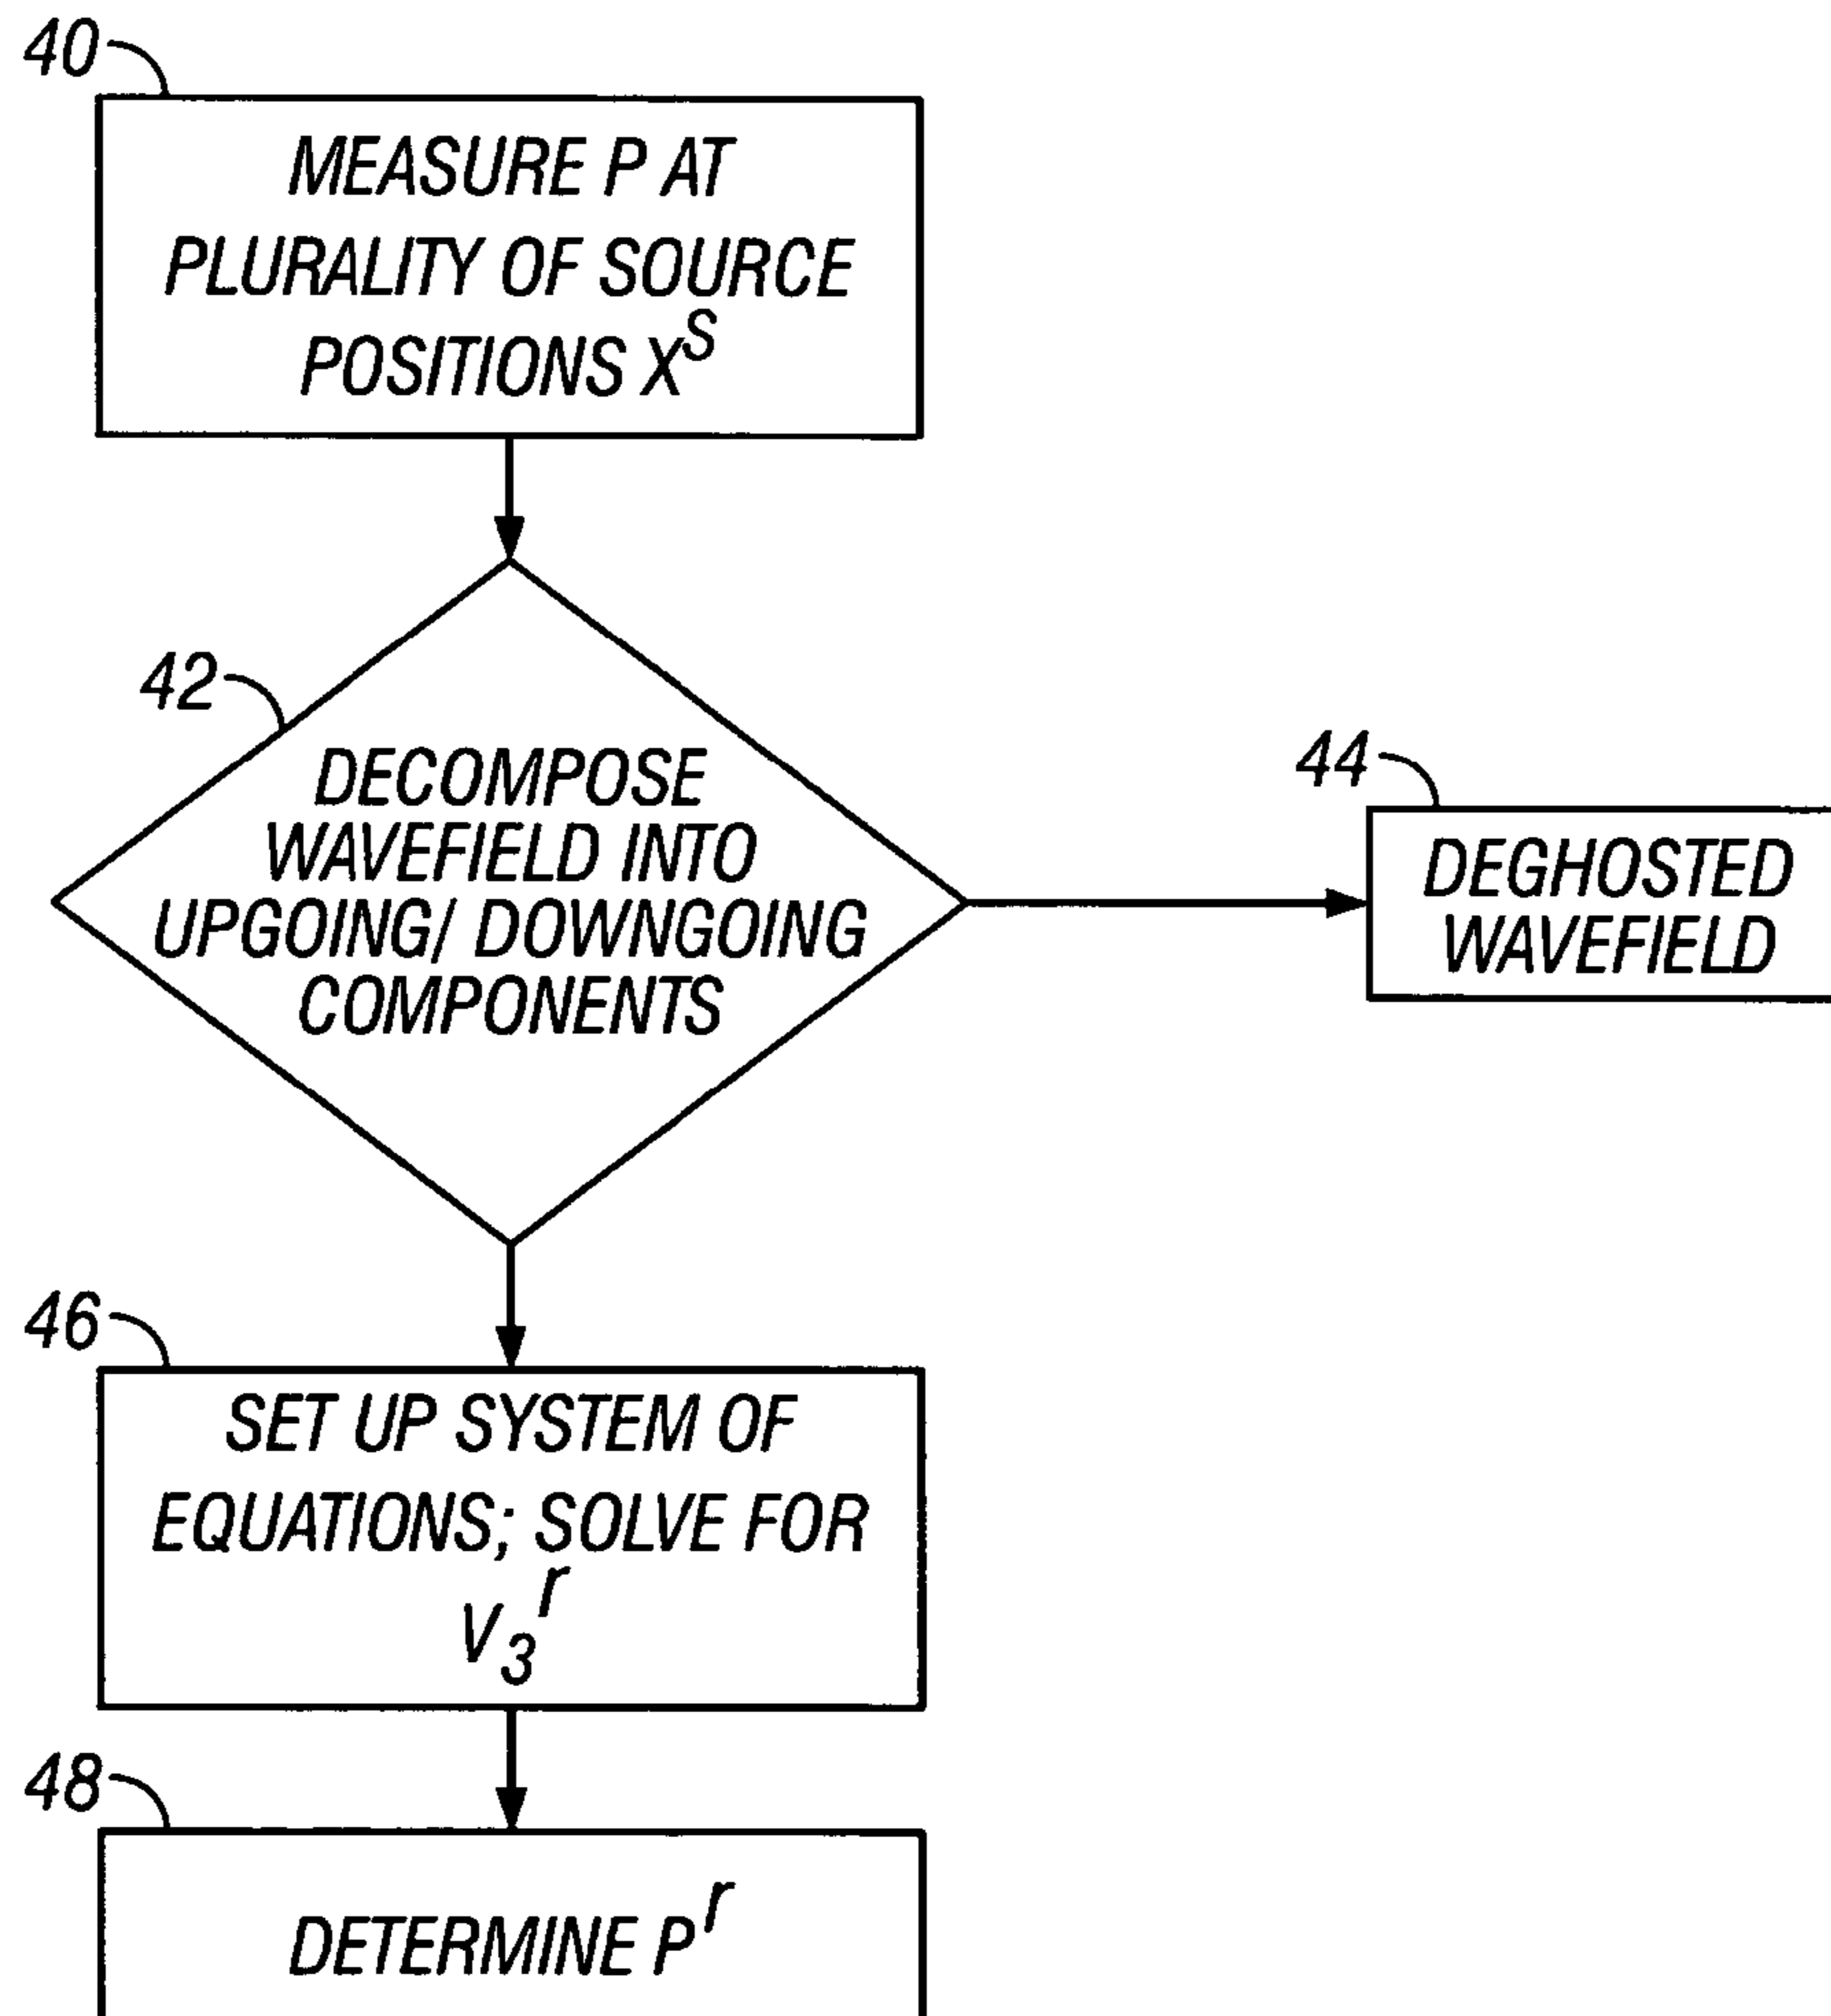 40
MEASURE P AT
PLURALITY OF SOURCE
POSITIONS X^S
42
DECOMPOSE
WAVEFIELD INTO
UPGOING/ DOWNGOING
COMPONENTS
44
DEGHOSTED
WAVEFIELD
46
SET UP SYSTEM OF
EQUATIONS; SOLVE FOR
V_3^r
48
DETERMINE P^r